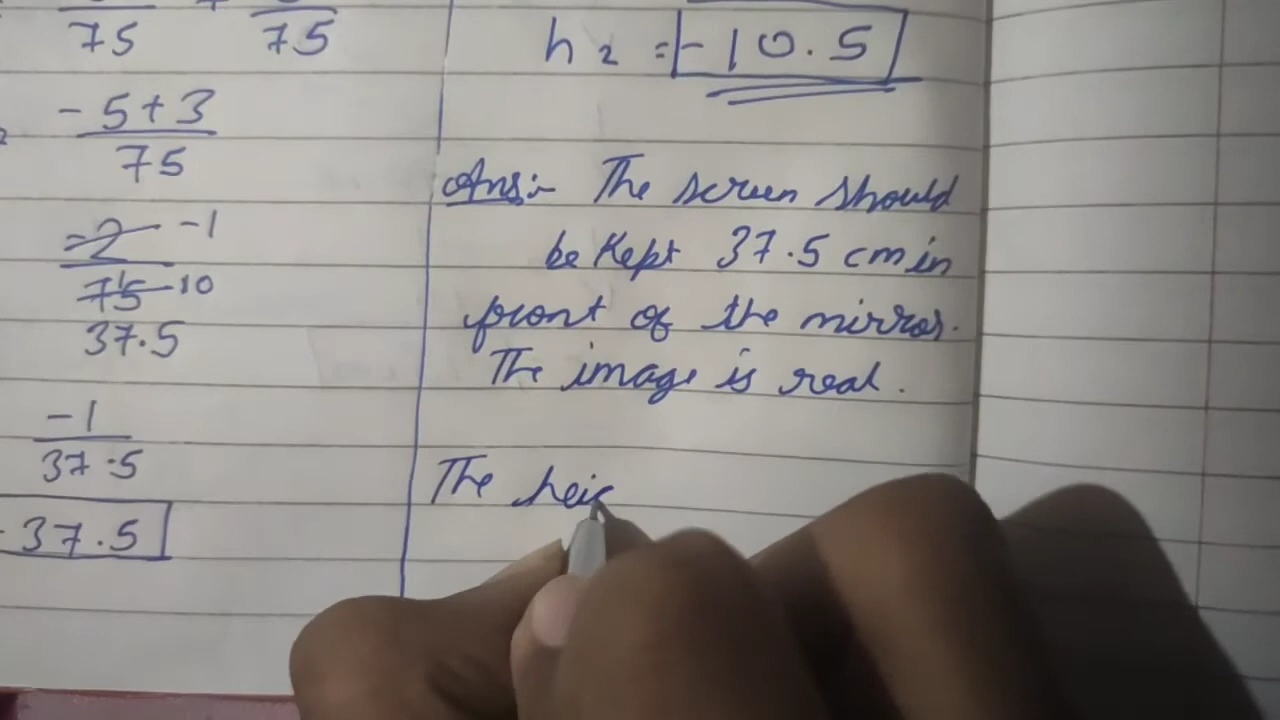 75 75
- 5 + 3
75
= 2 - 1
75 10
37.5
- 1
37.5
- 37.5
h2 = - 10.5
Ans:- The screen should
be kept 37.5 cm in
front of the mirror.
The image is real.
The heig